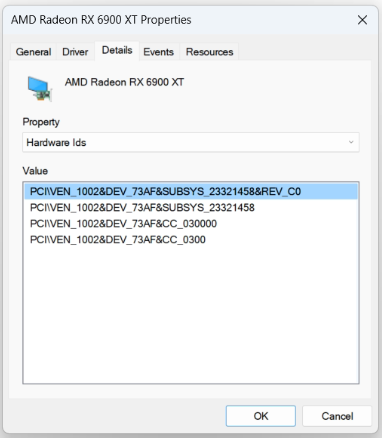 AMD Radeon RX 6900 XT Properties
General Driver Details Events Resources
AMD Radeon RX 6900 XT
Property
Hardware Ids
Value
PCI\VEN_1002&DEV_73AF&SUBSYS_23321458&REV_C0
PCI\VEN_1002&DEV_73AF&SUBSYS_23321458
PCI\VEN_1002&DEV_73AF&CC_030000
PCI\VEN_1002&DEV_73AF&CC_0300
OK Cancel